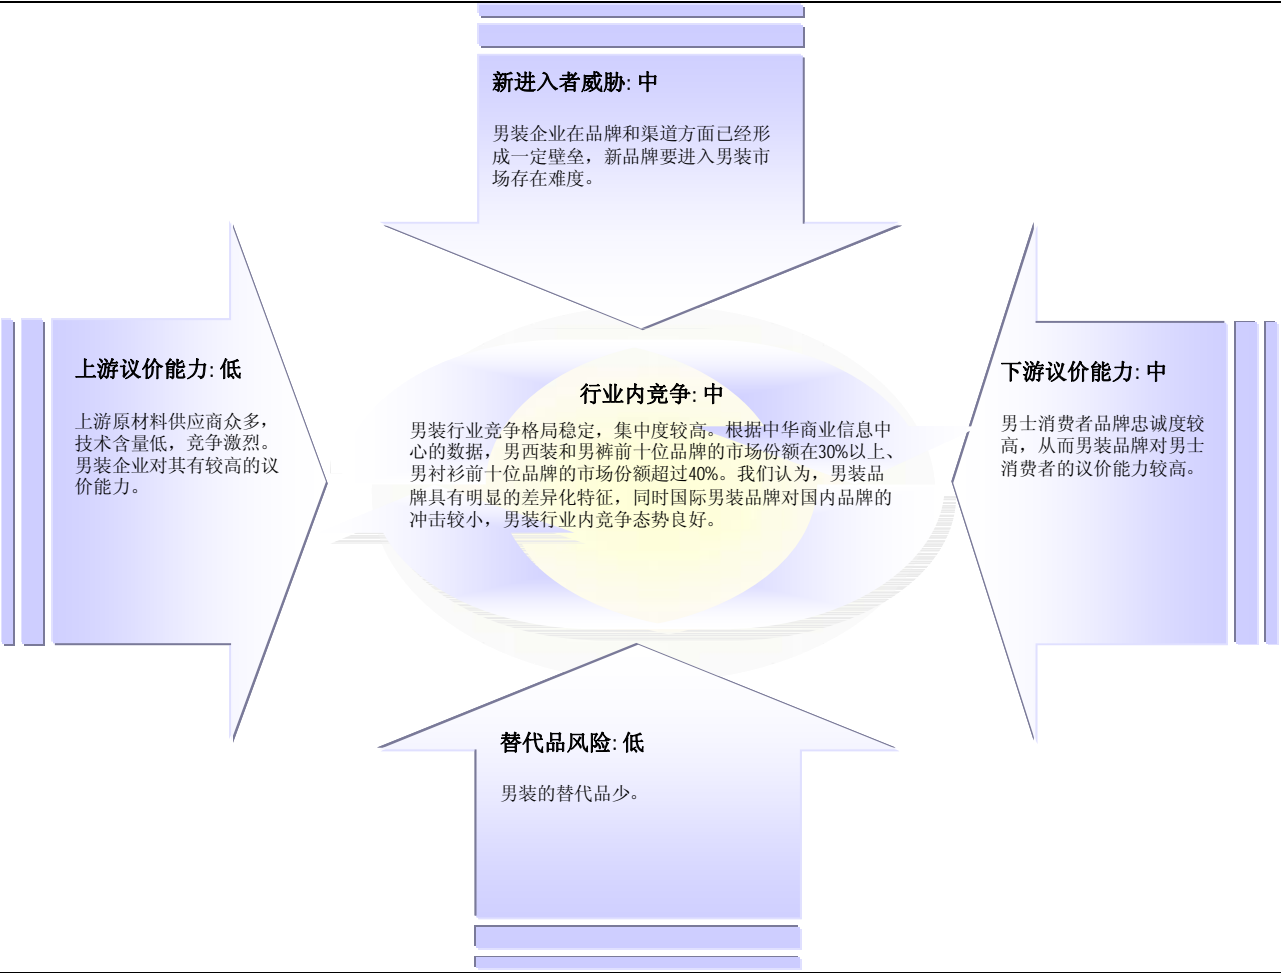 新进入者威胁: 中
男装企业在品牌和渠道方面已经形
成一定壁垒，新品牌要进入男装市
场存在难度。
上游议价能力: 低
上游原材料供应商众多，
技术含量低，竞争激烈。
男装企业对其有较高的议
价能力。
行业内竞争: 中
男装行业竞争格局稳定，集中度较高。根据中华商业信息中
心的数据，男西装和男裤前十位品牌的市场份额在30%以上、
男衬衫前十位品牌的市场份额超过40%。我们认为，男装品
牌具有明显的差异化特征，同时国际男装品牌对国内品牌的
冲击较小，男装行业内竞争态势良好。
下游议价能力: 中
男士消费者品牌忠诚度较
高，从而男装品牌对男士
消费者的议价能力较高。
替代品风险: 低
男装的替代品少。